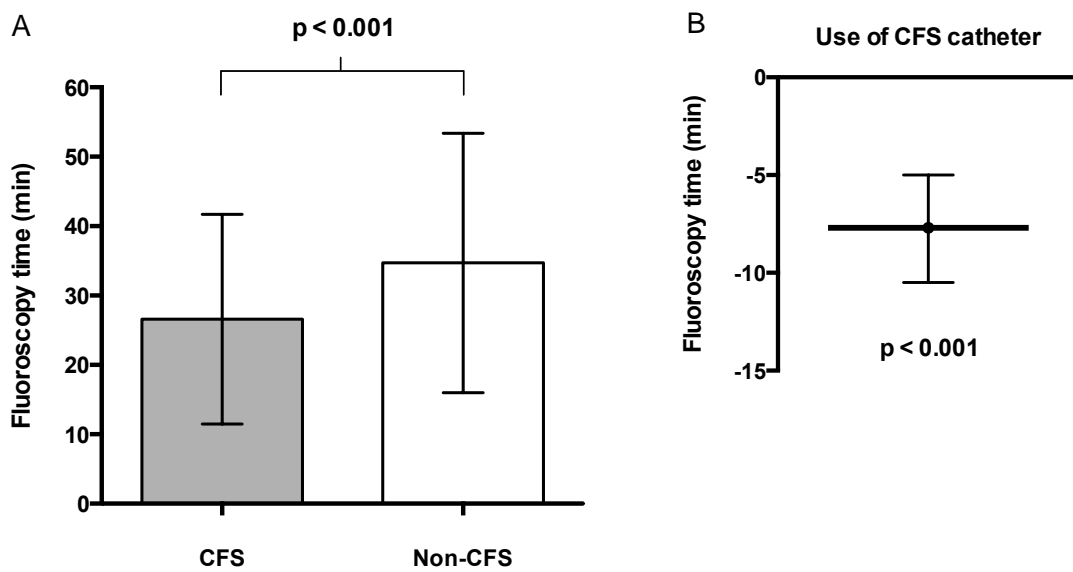 A
p < 0.001
Fluoroscopy time (min)
60
50
40
30
20
10
0
CFS
Non-CFS
B
Use of CFS catheter
Fluoroscopy time (min)
0
-5
-10
-15
p < 0.001